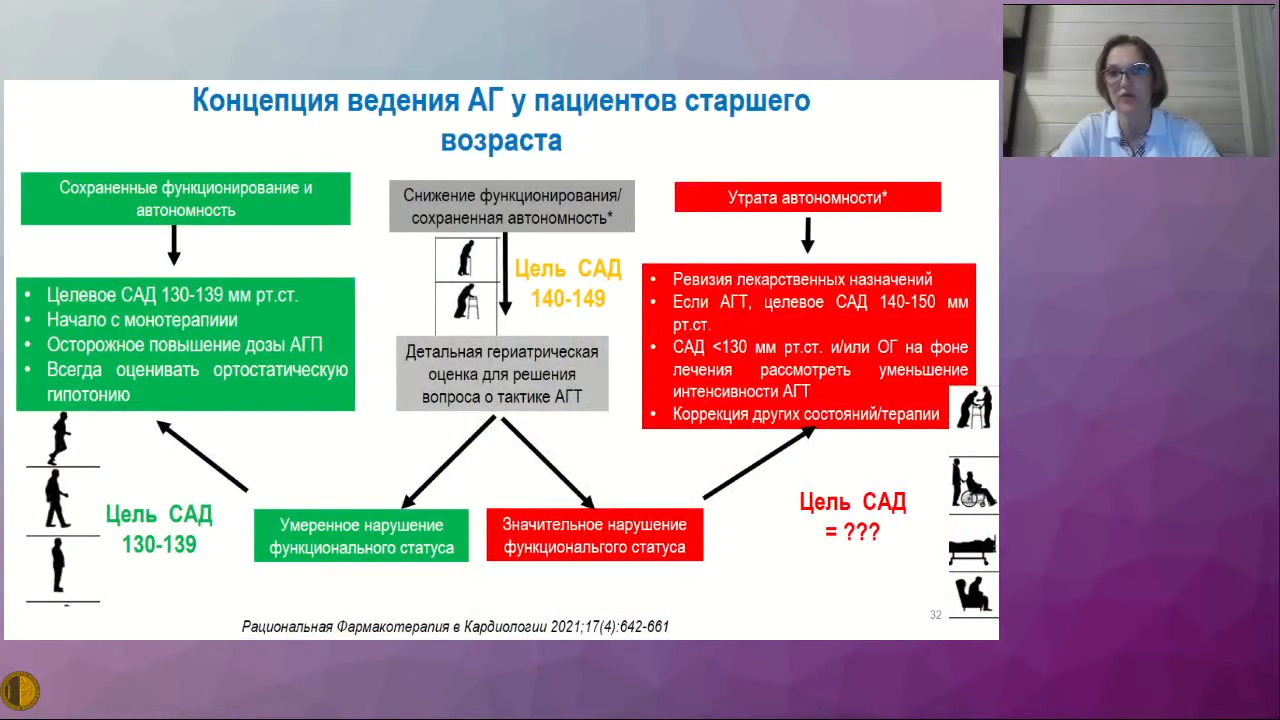 Концепция ведения АГ у пациентов старшего
возраста
Сохраненные функционирование и
автономность
• Целевое САД 130-139 мм рт.ст.
• Начало с монотерапиии
• Осторожное повышение дозы АГП
• Всегда оценивать ортостатическую
гипотонию
Цель САД
130-139
Снижение функционирования/
сохраненная автономность*
Цель САД
140-149
Детальная гериатрическая
оценка для решения
вопроса о тактике АГТ
Умеренное нарушение
функционального статуса
Значительное нарушение
функциональгого статуса
Утрата автономности*
• Ревизия лекарственных назначений
• Если АГТ, целевое САД 140-150 мм
рт.ст.
• САД <130 мм рт.ст. и/или ОГ на фоне
лечения рассмотреть уменьшение
интенсивности АГТ
• Коррекция других состояний/терапии
Цель САД
= ???
32
Рациональная Фармакотерапия в Кардиологии 2021;17(4):642-661